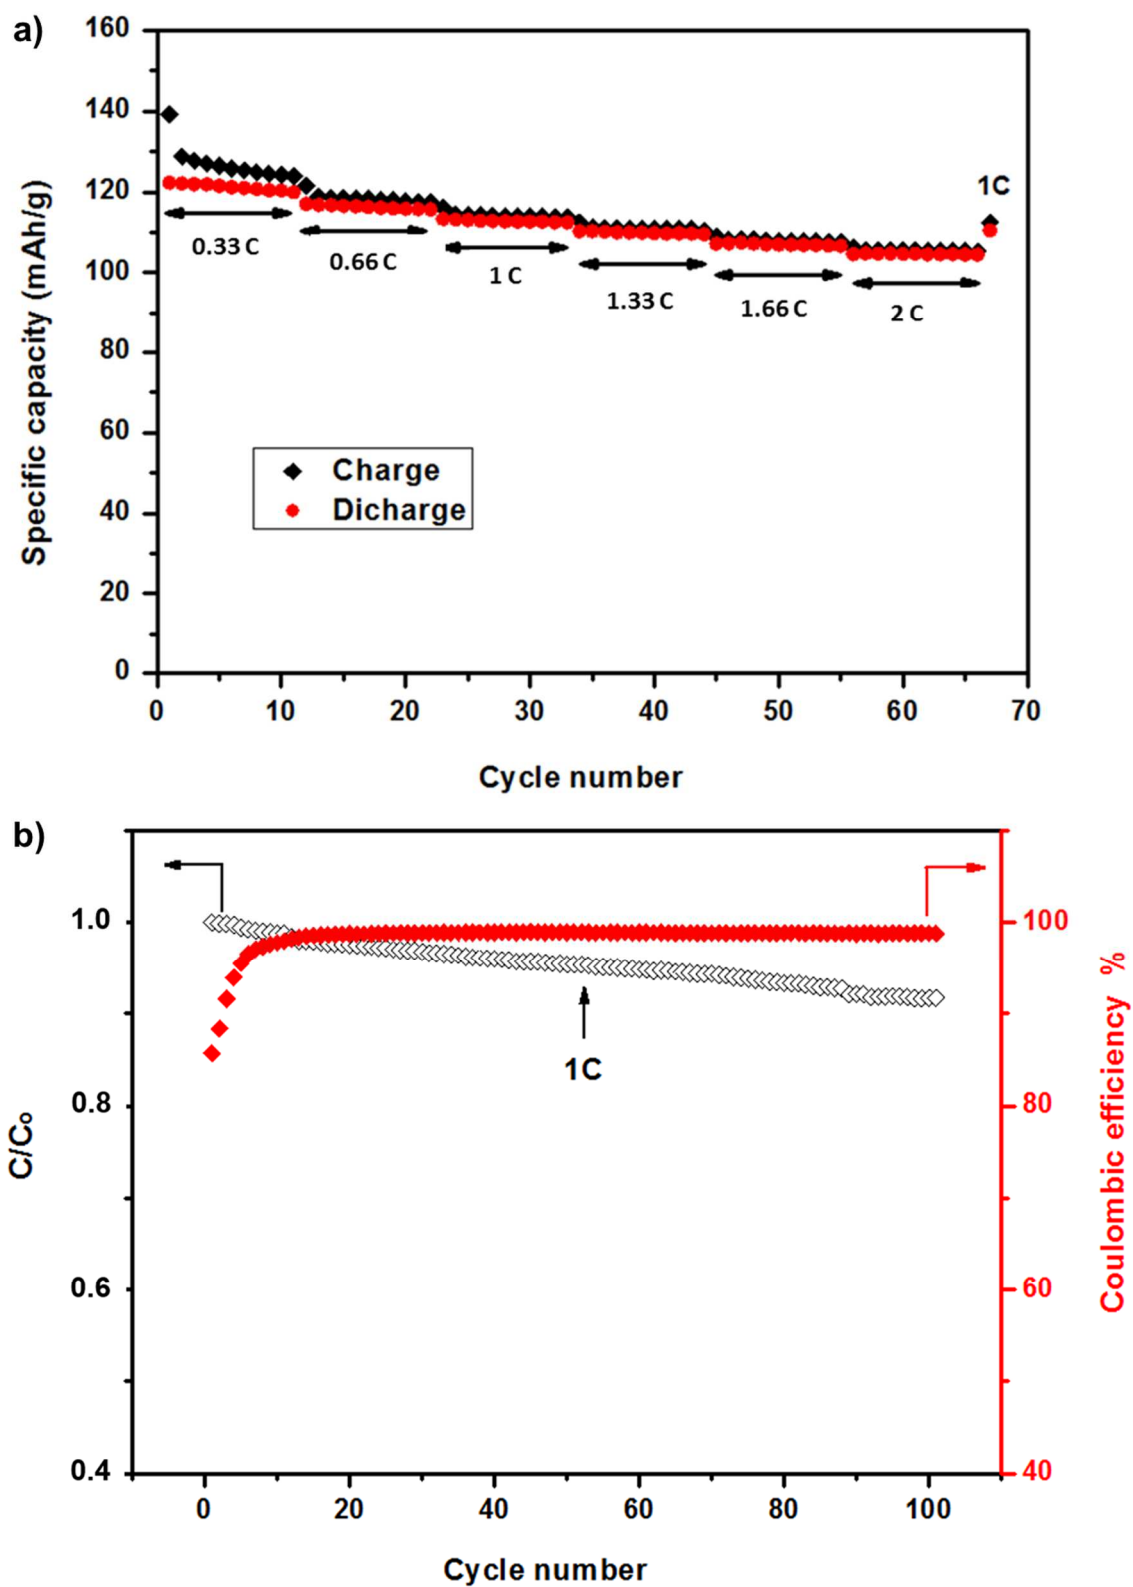 a)
160
140
120
100
80
60
40
20
0
Specific capacity (mAh/g)
0.33 C
0.66 C
1 C
1.33 C
1.66 C
2 C
1C
Charge
Dicharge
0 10 20 30 40 50 60 70
Cycle number
b)
1.0
0.8
0.6
0.4
C/Co
1C
100
80
60
40
Coulombic efficiency %
0 20 40 60 80 100
Cycle number